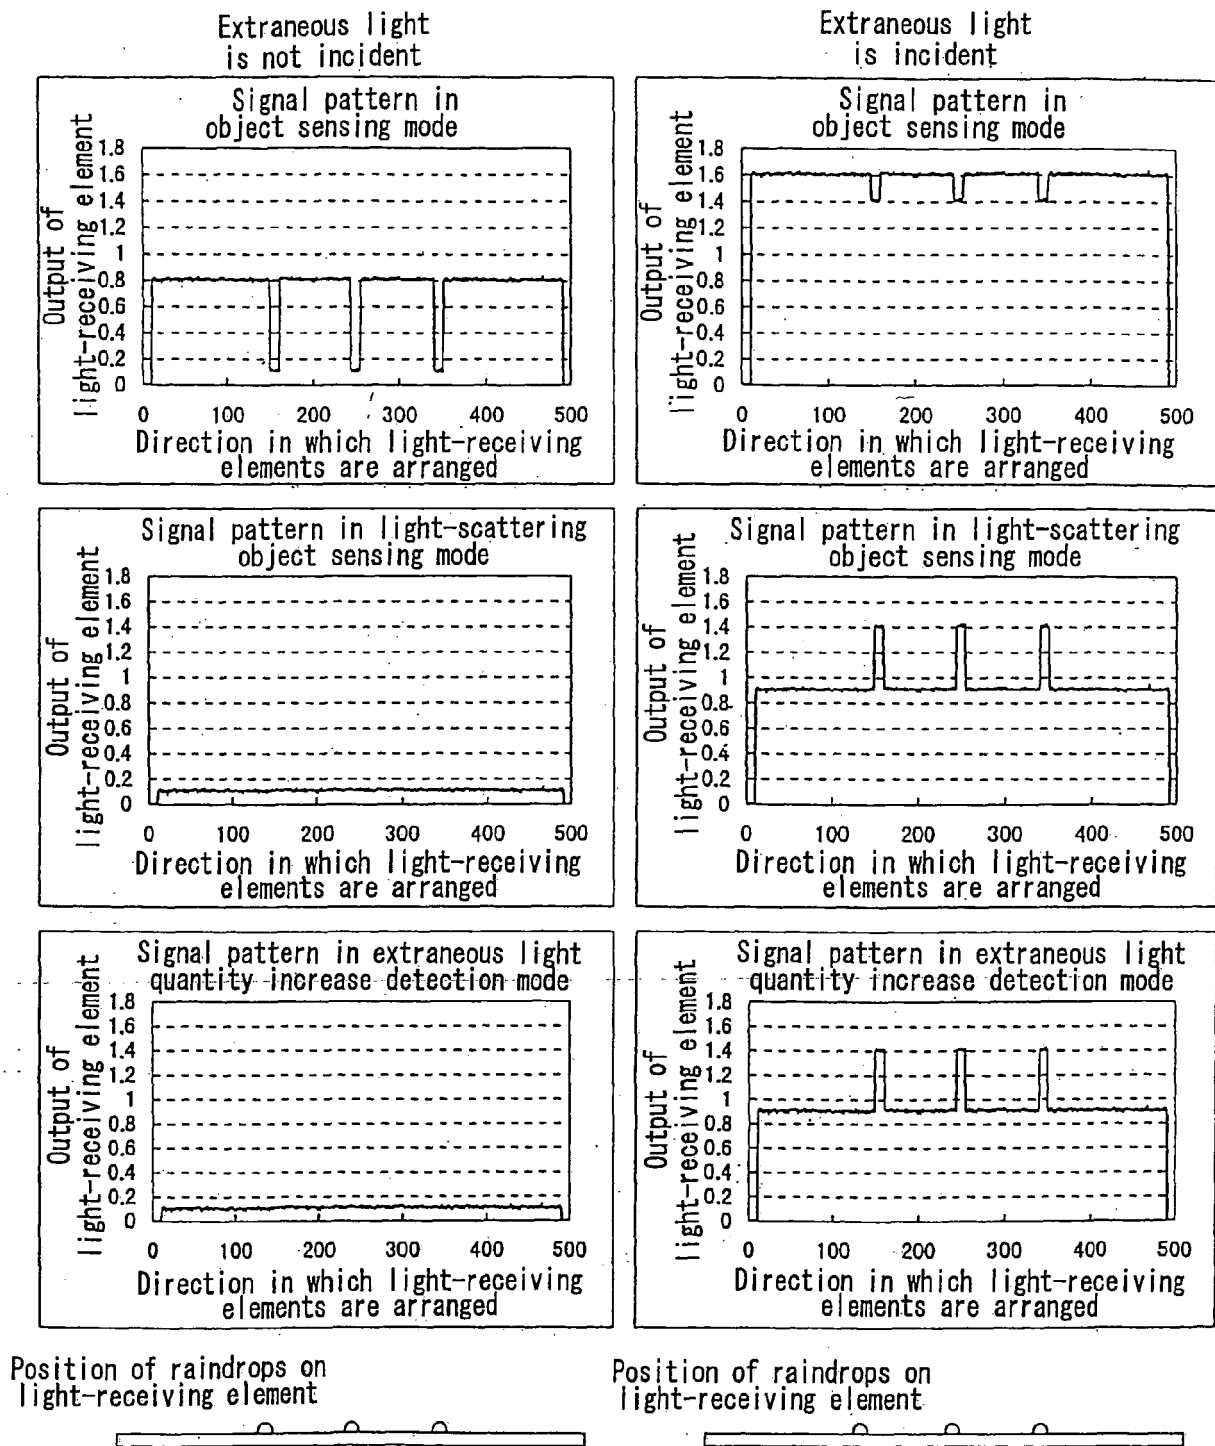 Extraneous light
is not incident
Extraneous light
is incident
Signal pattern in
object sensing mode
Output of
light-receiving element
1.8
1.6
1.4
1.2
1
0.8
0.6
0.4
0.2
0
0 100 200 300 400 500
Direction in which light-receiving
elements are arranged
Signal pattern in
object sensing mode
Output of
light-receiving element
1.8
1.6
1.4
1.2
1
0.8
0.6
0.4
0.2
0
0 100 200 300 400 500
Direction in which light-receiving
elements are arranged
Signal pattern in light-scattering
object sensing mode
Output of
light-receiving element
1.8
1.6
1.4
1.2
1
0.8
0.6
0.4
0.2
0
0 100 200 300 400 500
Direction in which light-receiving
elements are arranged
Signal pattern in light-scattering
object sensing mode
Output of
light-receiving element
1.8
1.6
1.4
1.2
1
0.8
0.6
0.4
0.2
0
0 100 200 300 400 500
Direction in which light-receiving
elements are arranged
Signal pattern in extraneous light
quantity increase detection mode
Output of
light-receiving element
1.8
1.6
1.4
1.2
1
0.8
0.6
0.4
0.2
0
0 100 200 300 400 500
Direction in which light-receiving
elements are arranged
Signal pattern in extraneous light
quantity increase detection mode
Output of
light-receiving element
1.8
1.6
1.4
1.2
1
0.8
0.6
0.4
0.2
0
0 100 200 300 400 500
Direction in which light-receiving
elements are arranged
Position of raindrops on
light-receiving element
Position of raindrops on
light-receiving element